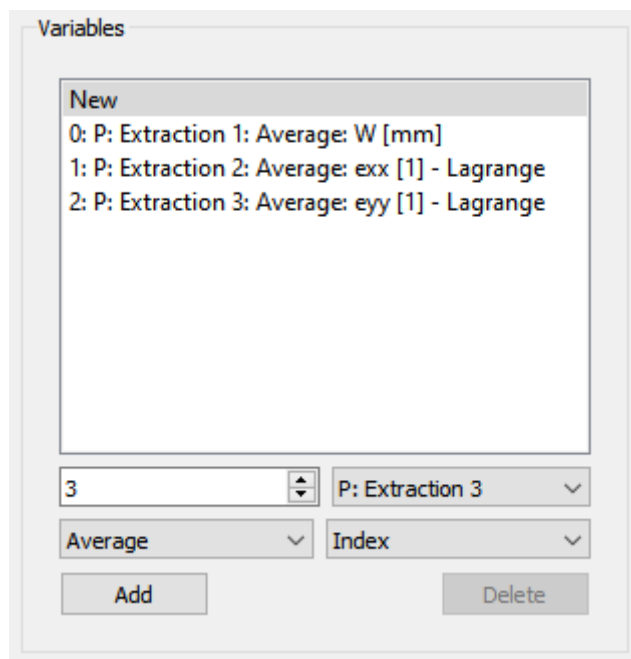 Variables
New
0: P: Extraction 1: Average: W [mm]
1: P: Extraction 2: Average: exx [1] - Lagrange
2: P: Extraction 3: Average: eyy [1] - Lagrange
3 P: Extraction 3
Average Index
Add Delete